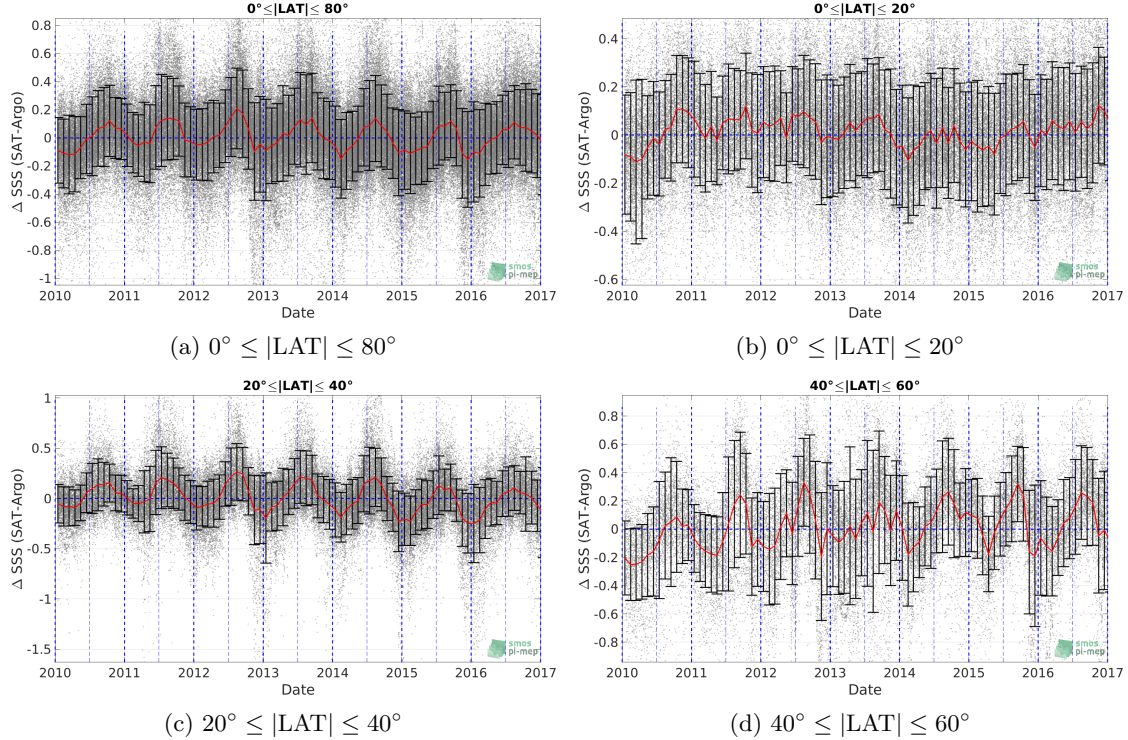 0°≤|LAT|≤ 80°
Δ SSS (SAT-Argo)
0.8
0.6
0.4
0.2
0
-0.2
-0.4
-0.6
-0.8
-1
2010 2011 2012 2013 2014 2015 2016 2017
Date
smos
pi-mep
(a) 0° ≤ |LAT| ≤ 80°
0°≤|LAT|≤ 20°
Δ SSS (SAT-Argo)
0.4
0.2
0
-0.2
-0.4
-0.6
2010 2011 2012 2013 2014 2015 2016 2017
Date
smos
pi-mep
(b) 0° ≤ |LAT| ≤ 20°
20°≤|LAT|≤ 40°
Δ SSS (SAT-Argo)
1
0.5
0
-0.5
-1
-1.5
2010 2011 2012 2013 2014 2015 2016 2017
Date
smos
pi-mep
(c) 20° ≤ |LAT| ≤ 40°
40°≤|LAT|≤ 60°
Δ SSS (SAT-Argo)
0.8
0.6
0.4
0.2
0
-0.2
-0.4
-0.6
-0.8
2010 2011 2012 2013 2014 2015 2016 2017
Date
smos
pi-mep
(d) 40° ≤ |LAT| ≤ 60°